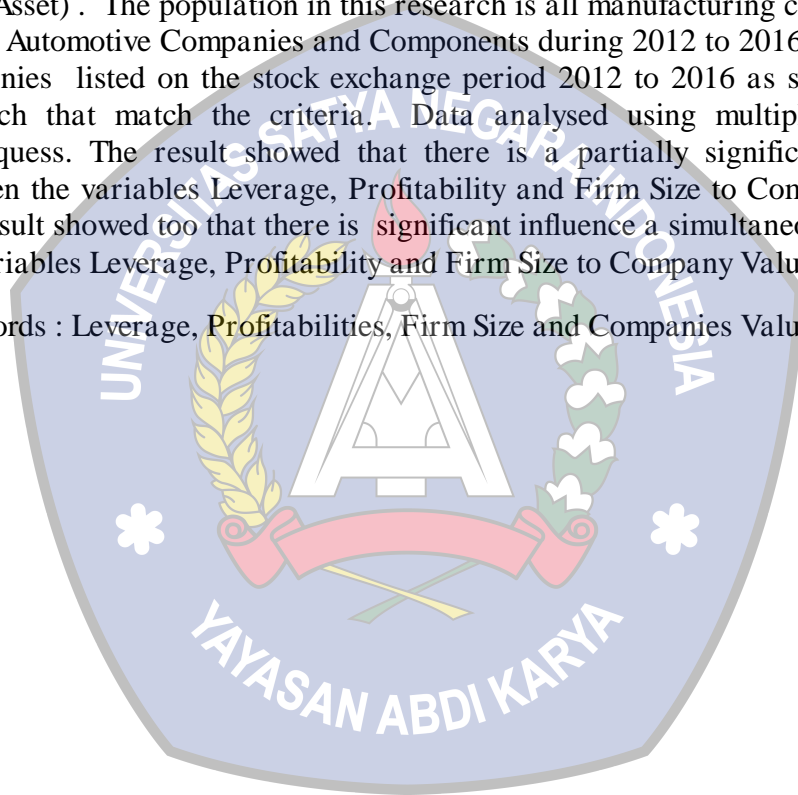 Asset) . The population in this research is all manufacturing c
Automotive Companies and Components during 2012 to 2016
nies listed on the stock exchange period 2012 to 2016 as s
ch that match the criteria. Data analysed using multip
quess. The result showed that there is a partially signific
en the variables Leverage, Profitability and Firm Size to Con
sult showed too that there is significant influence a simultaneo
riables Leverage, Profitability and Firm Size to Company Valu
ords : Leverage, Profitabilities, Firm Size and Companies Valu
UNIVERSITAS SATYA NEGARA INDONESIA
YAYASAN ABDI KARYA